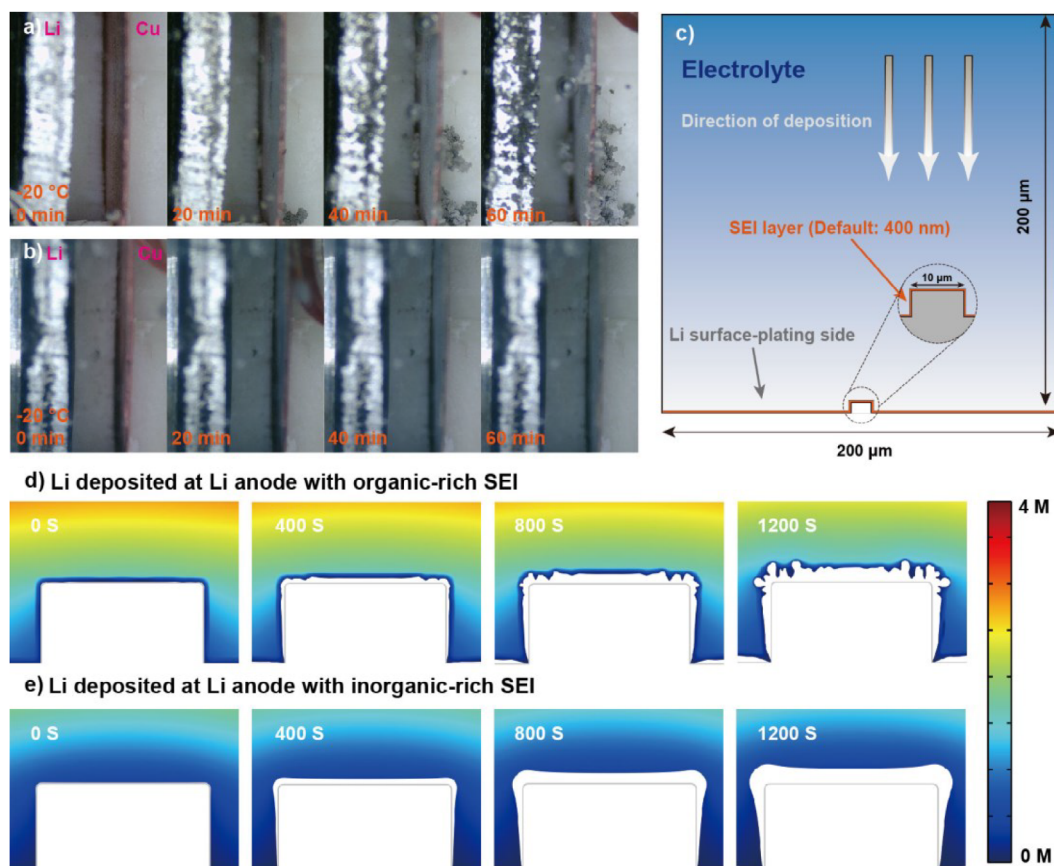 a)
Li
Cu
-20 °C
0 min
20 min
40 min
60 min
b)
Li
Cu
-20 °C
0 min
20 min
40 min
60 min
c)
Electrolyte
Direction of deposition
SEI layer (Default: 400 nm)
10 µm
Li surface-plating side
200 µm
200 µm
d) Li deposited at Li anode with organic-rich SEI
0 S
400 S
800 S
1200 S
e) Li deposited at Li anode with inorganic-rich SEI
0 S
400 S
800 S
1200 S
4 M
0 M